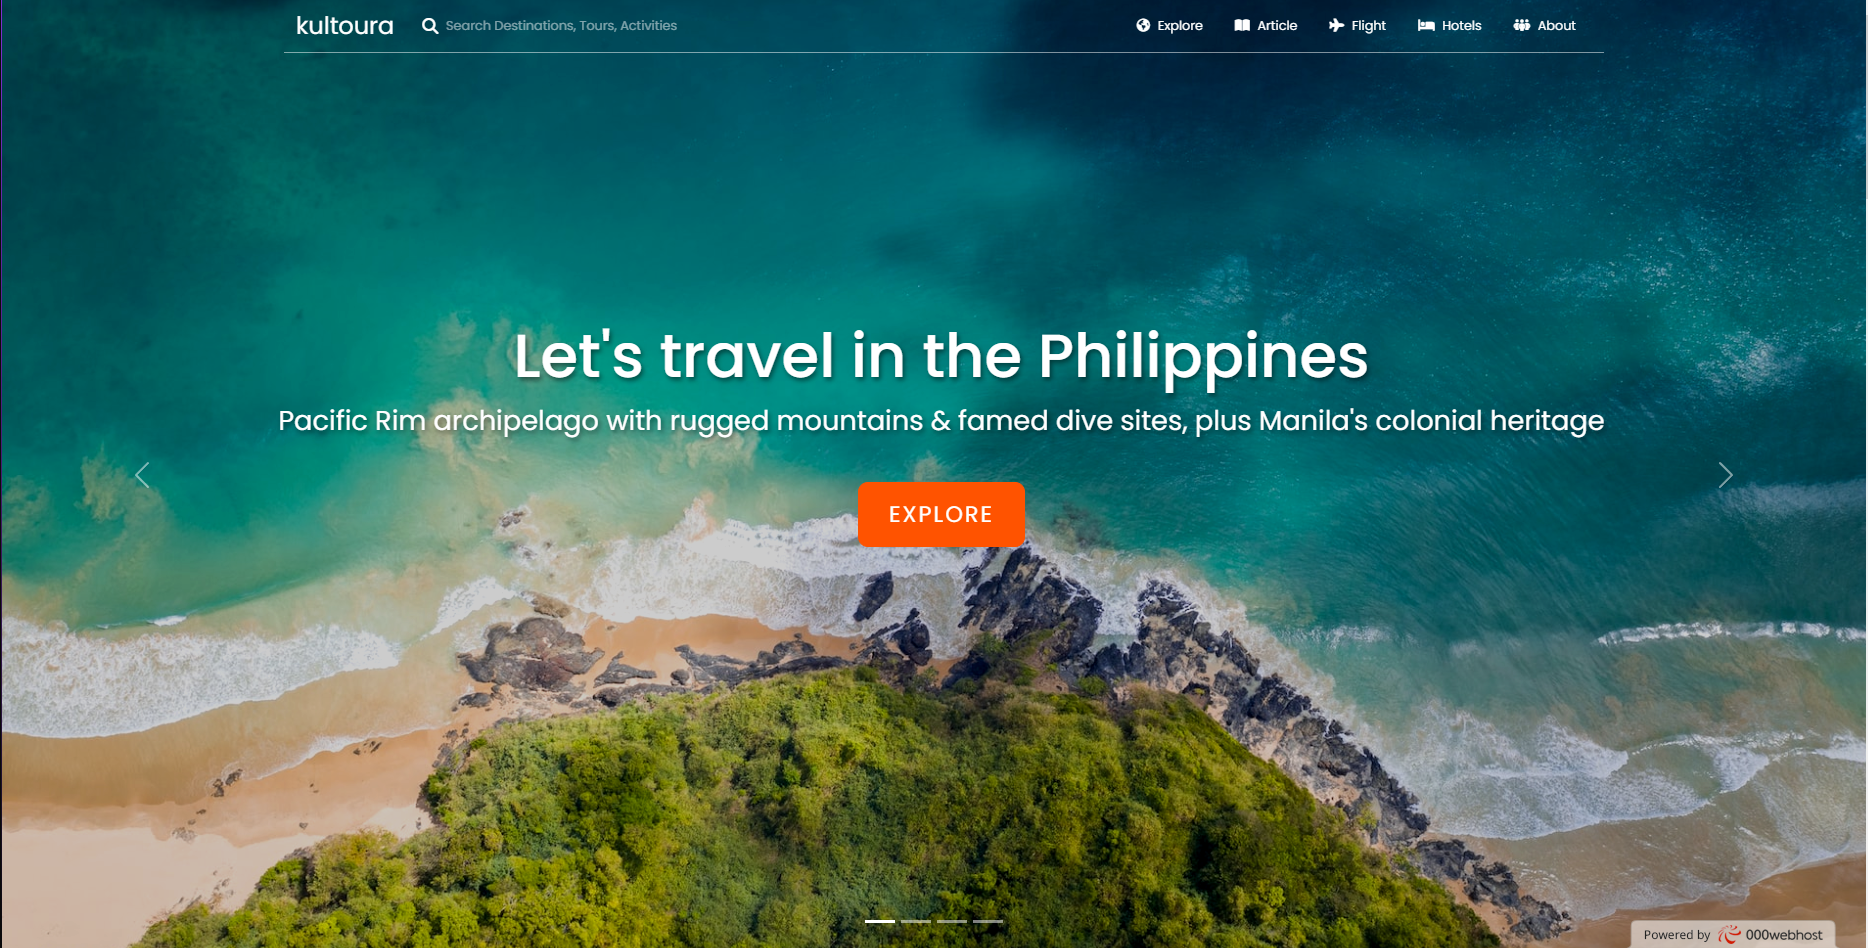 kultoura
Search Destinations, Tours, Activities
Explore
Article
Flight
Hotels
About
Let's travel in the Philippines
Pacific Rim archipelago with rugged mountains & famed dive sites, plus Manila's colonial heritage
EXPLORE
Powered by 000webhost